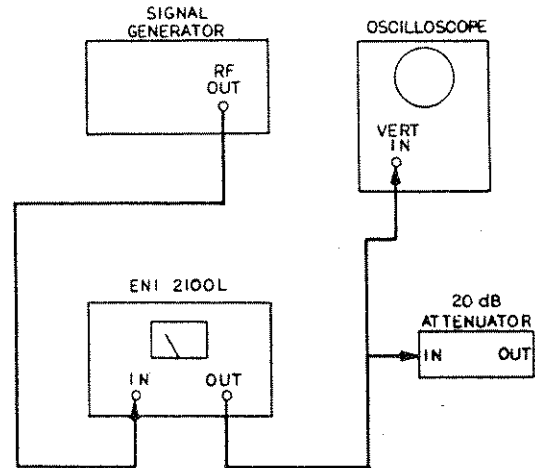 SIGNAL
GENERATOR
RF
OUT
OSCILLOSCOPE
VERT
IN
ENI 2100L
IN
OUT
20 dB
ATTENUATOR
IN
OUT